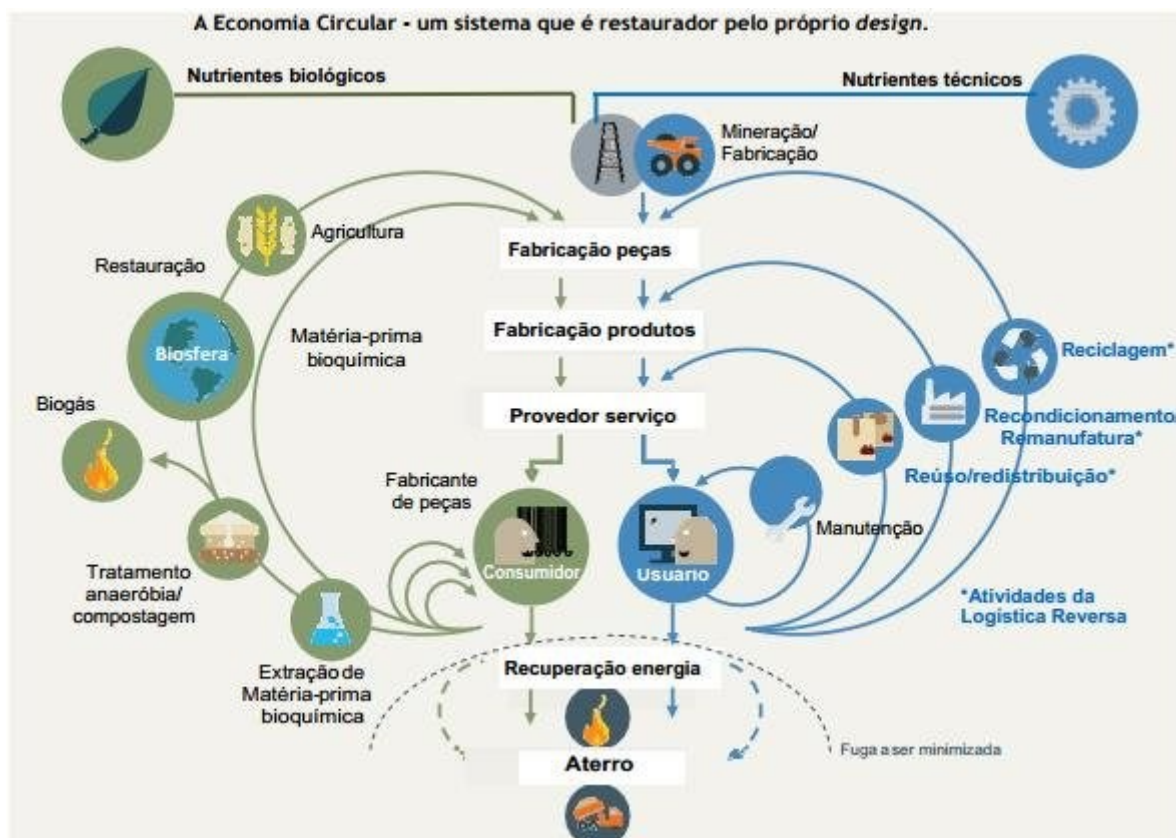 A Economia Circular - um sistema que é restaurador pelo próprio design.
Nutrientes biológicos
Nutrientes técnicos
Mineração/
Fabricação
Agricultura
Fabricação peças
Restauração
Fabricação produtos
Matéria-prima
bioquímica
Biosfera
Reciclagem*
Biogás
Provedor serviço
Recondicionamento/
Remanufatura*
Reúso/redistribuição*
Fabricante
de peças
Manutenção
Consumidor
Usuário
Tratamento
anaeróbia/
compostagem
*Atividades da
Logística Reversa
Extração de
Matéria-prima
bioquímica
Recuperação energia
Fuga a ser minimizada
Aterro